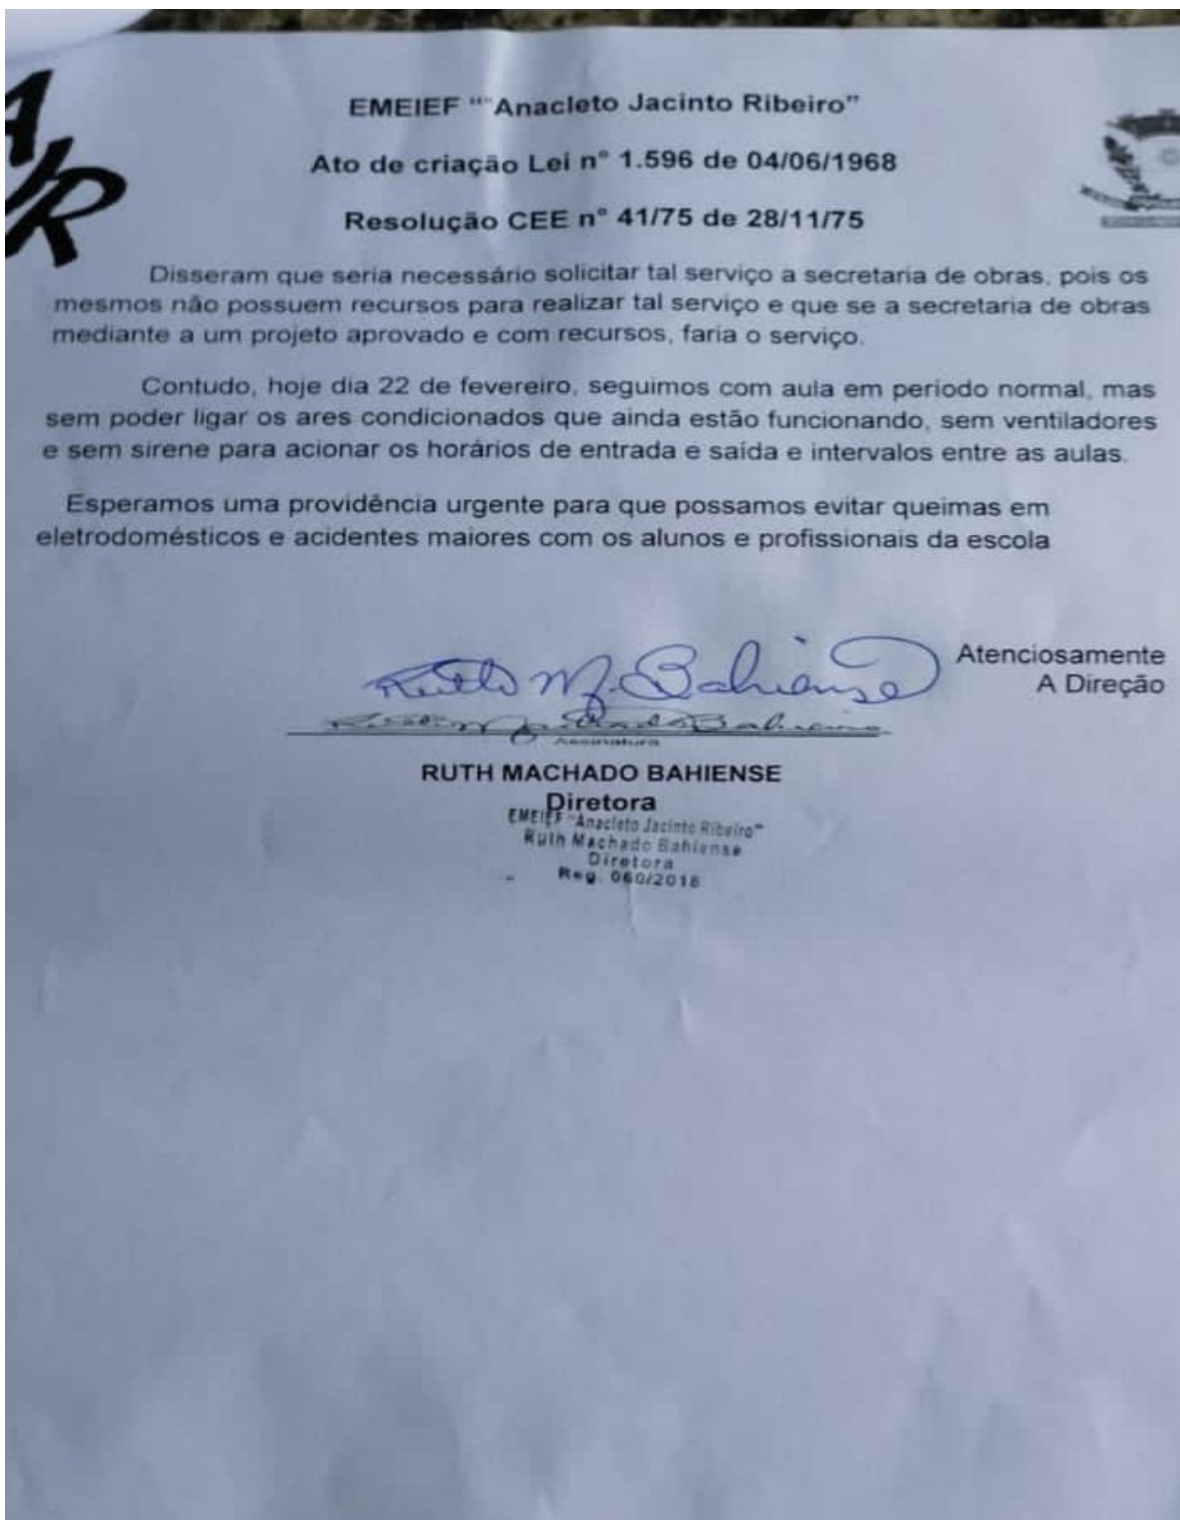 AJR
EMEIEF "“Anacleto Jacinto Ribeiro”
Ato de criação Lei n° 1.596 de 04/06/1968
Resolução CEE n° 41/75 de 28/11/75
Disseram que seria necessário solicitar tal serviço a secretaria de obras, pois os
mesmos não possuem recursos para realizar tal serviço e que se a secretaria de obras
mediante a um projeto aprovado e com recursos, faria o serviço.
Contudo, hoje dia 22 de fevereiro, seguimos com aula em período normal, mas
sem poder ligar os ares condicionados que ainda estão funcionando, sem ventiladores
e sem sirene para acionar os horários de entrada e saída e intervalos entre as aulas.
Esperamos uma providência urgente para que possamos evitar queimas em
eletrodomésticos e acidentes maiores com os alunos e profissionais da escola
Atenciosamente
A Direção
Ruth M. Bahiense
Ruth Machado Bahiense
Assinatura
RUTH MACHADO BAHIENSE
Diretora
EMEIEF "Anacleto Jacinto Ribeiro"
Ruth Machado Bahiense
Diretora
Reg. 060/2018